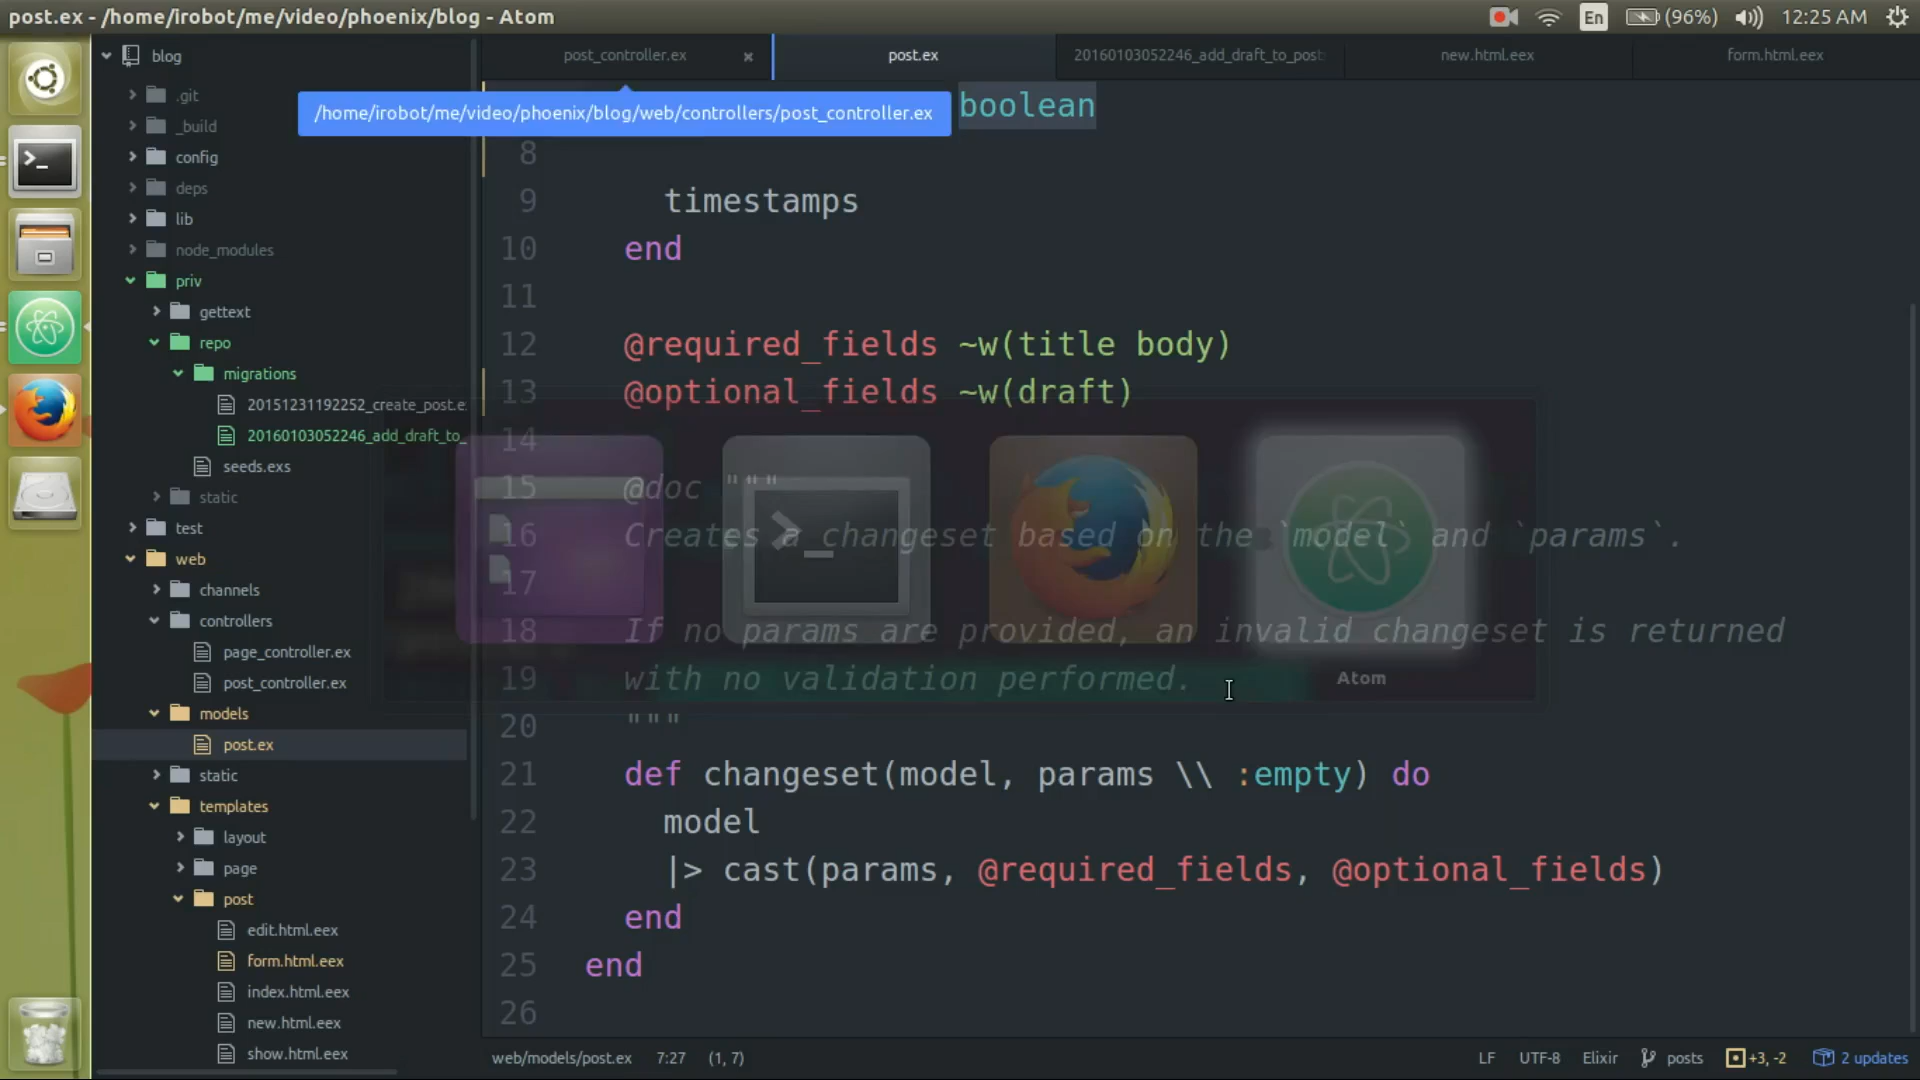 post.ex - /home/irobot/me/video/phoenix/blog - Atom
En
(96%)
12:25 AM
blog
.git
_build
config
deps
lib
node_modules
priv
gettext
repo
migrations
20151231192252_create_post.e
20160103052246_add_draft_to_
seeds.exs
static
test
web
channels
controllers
page_controller.ex
post_controller.ex
models
post.ex
static
templates
layout
page
post
edit.html.eex
form.html.eex
index.html.eex
new.html.eex
show.html.eex
post_controller.ex
post.ex
20160103052246_add_draft_to_post
new.html.eex
form.html.eex
/home/irobot/me/video/phoenix/blog/web/controllers/post_controller.ex
boolean
8
9 timestamps
10 end
11
12 @required_fields ~w(title body)
13 @optional_fields ~w(draft)
14
15 @doc """
16 Creates a changeset based on the `model` and `params`.
17
18 If no params are provided, an invalid changeset is returned
19 with no validation performed.
20 """
21 def changeset(model, params \\ :empty) do
22 model
23 |> cast(params, @required_fields, @optional_fields)
24 end
25 end
26
Atom
web/models/post.ex 7:27 (1, 7)
LF UTF-8 Elixir posts +3, -2 2 updates